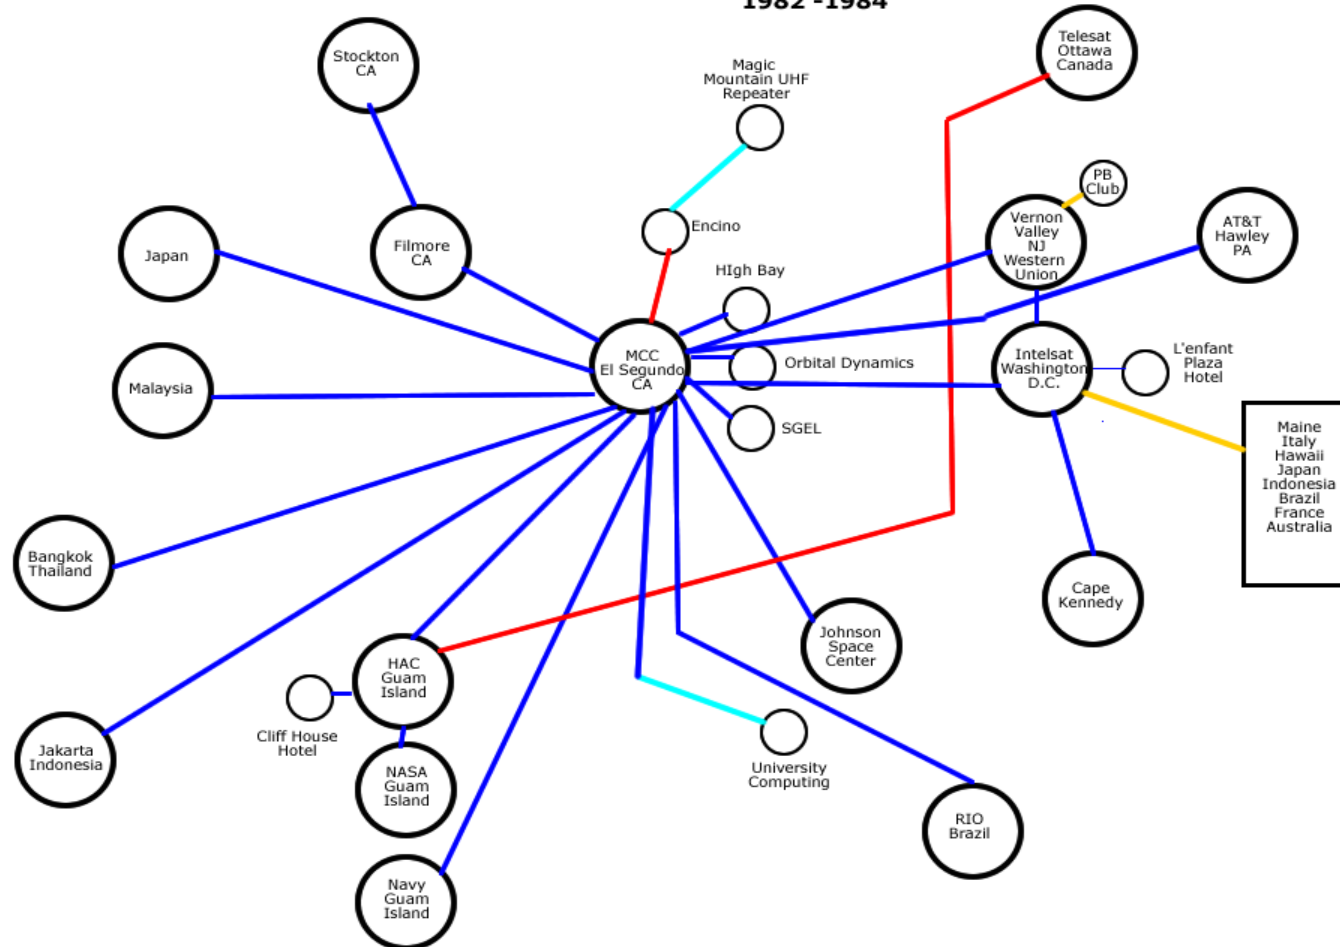 1982 -1984
Stockton
CA
Telesat
Ottawa
Canada
Magic
Mountain UHF
Repeater
PB
Club
Vernon
Valley
NJ
Western
Union
AT&T
Hawley
PA
Encino
Japan
Filmore
CA
HIgh Bay
MCC
El Segundo
CA
Orbital Dynamics
Intelsat
Washington
D.C.
L'enfant
Plaza
Hotel
Malaysia
SGEL
Maine
Italy
Hawaii
Japan
Indonesia
Brazil
France
Australia
Bangkok
Thailand
Cape
Kennedy
Johnson
Space
Center
HAC
Guam
Island
Cliff House
Hotel
Jakarta
Indonesia
NASA
Guam
Island
University
Computing
RIO
Brazil
Navy
Guam
Island